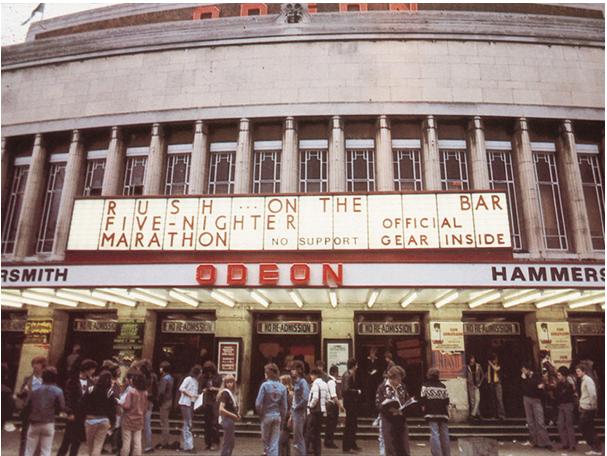 ODEON
RUSH ... ON THE BAR
FIVE-NIGHTER OFFICIAL
MARATHON NO SUPPORT GEAR INSIDE
RSMITH ODEON HAMMERS
NO RE-ADMISSION NO RE-ADMISSION NO RE-ADMISSION NO RE-ADMISSION NO RE-ADMISSION